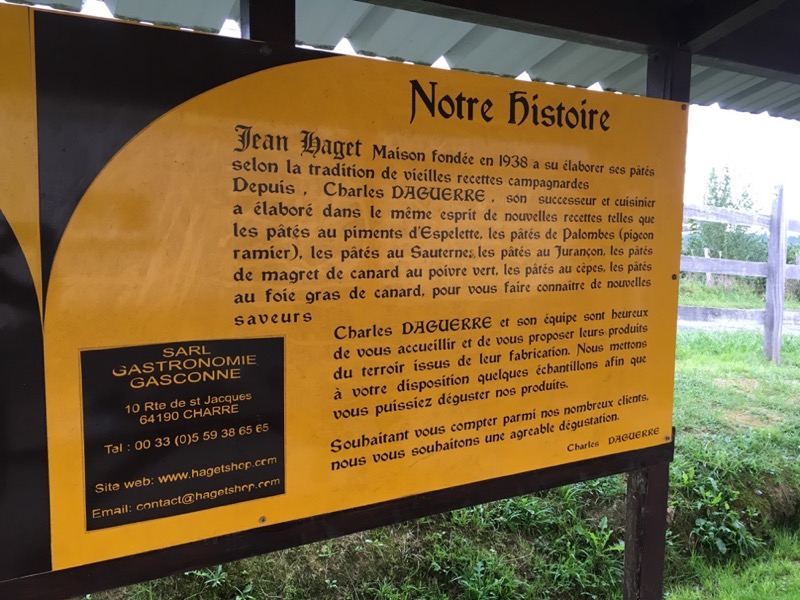 Notre histoire
Jean Haget Maison fondée en 1938 a su élaborer ses pâtés
selon la tradition de vieilles recettes campagnardes
Depuis , Charles DAGUERRE , son successeur et cuisinier
a élaboré dans le même esprit de nouvelles recettes telles que
les pâtés au piments d'Espelette, les pâtés de Palombes (pigeon
ramier), les pâtés au Sauternes, les pâtés au Jurançon, les pâtés
de magret de canard au poivre vert, les pâtés au cèpes, les pâtés
au foie gras de canard, pour vous faire connaitre de nouvelles
saveurs
Charles DAGUERRE et son équipe sont heureux
de vous accueillir et de vous proposer leurs produits
du terroir issus de leur fabrication. Nous mettons
à votre disposition quelques échantillons afin que
vous puissiez déguster nos produits.
Souhaitant vous compter parmi nos nombreux clients,
nous vous souhaitons une agreable dégustation.
Charles DAGUERRE
SARL
GASTRONOMIE
GASCONNE
10 Rte de st Jacques
64190 CHARRE
Tel : 00 33 (0)5 59 38 65 65
Site web: www.hagetshop.com
Email: contact@hagetshop.com